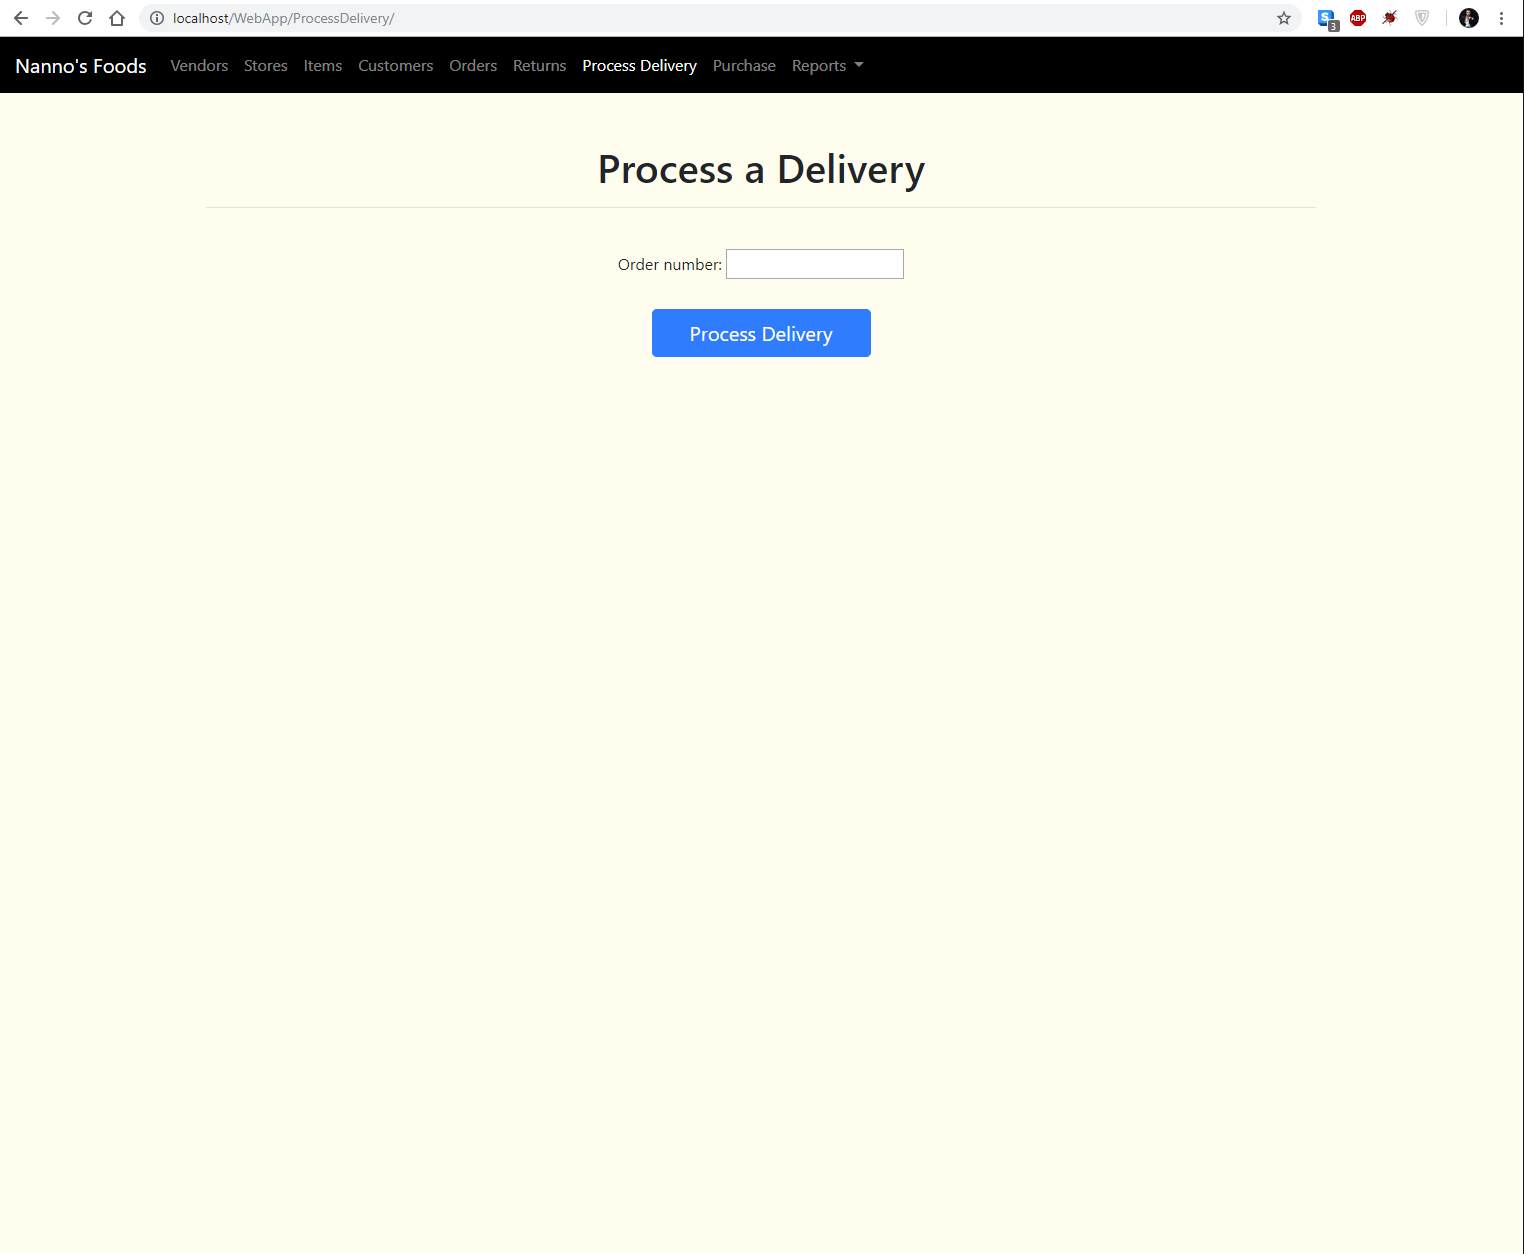 localhost/WebApp/ProcessDelivery/
S 3 ABP
Nanno's Foods Vendors Stores Items Customers Orders Returns Process Delivery Purchase Reports
Process a Delivery
Order number:
Process Delivery